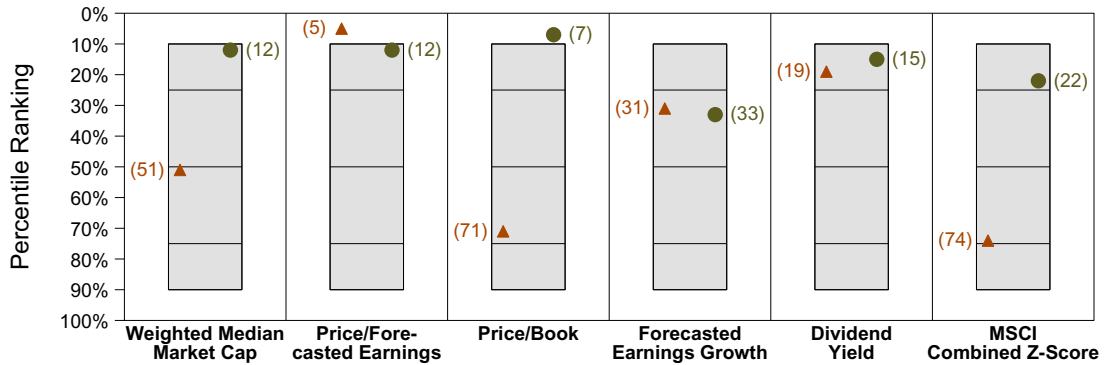 Percentile Ranking
0%
10%
20%
30%
40%
50%
60%
70%
80%
90%
100%
(51)
(12)
(5)
(12)
(71)
(7)
(31)
(33)
(19)
(15)
(74)
(22)
Weighted Median
Market Cap
Price/Fore-
casted Earnings
Price/Book
Forecasted
Earnings Growth
Dividend
Yield
MSCI
Combined Z-Score